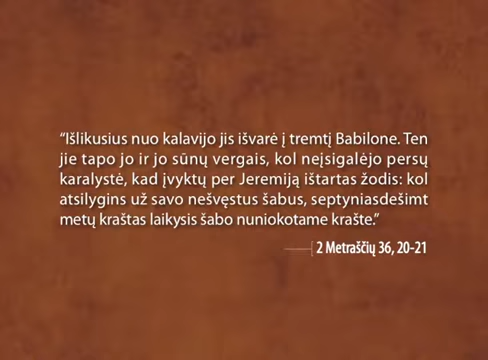 “Išlikusius nuo kalavijo jis išvarė į tremtį Babilone. Ten
jie tapo jo ir jo sūnų vergais, kol neįsigalėjo persų
karalystė, kad įvyktų per Jeremiją ištartas žodis: kol
atsilygins už savo nešvęstus šabus, septyniasdešimt
metų kraštas laikysis šabo nuniokotame krašte.”
2 Metraščių 36, 20-21